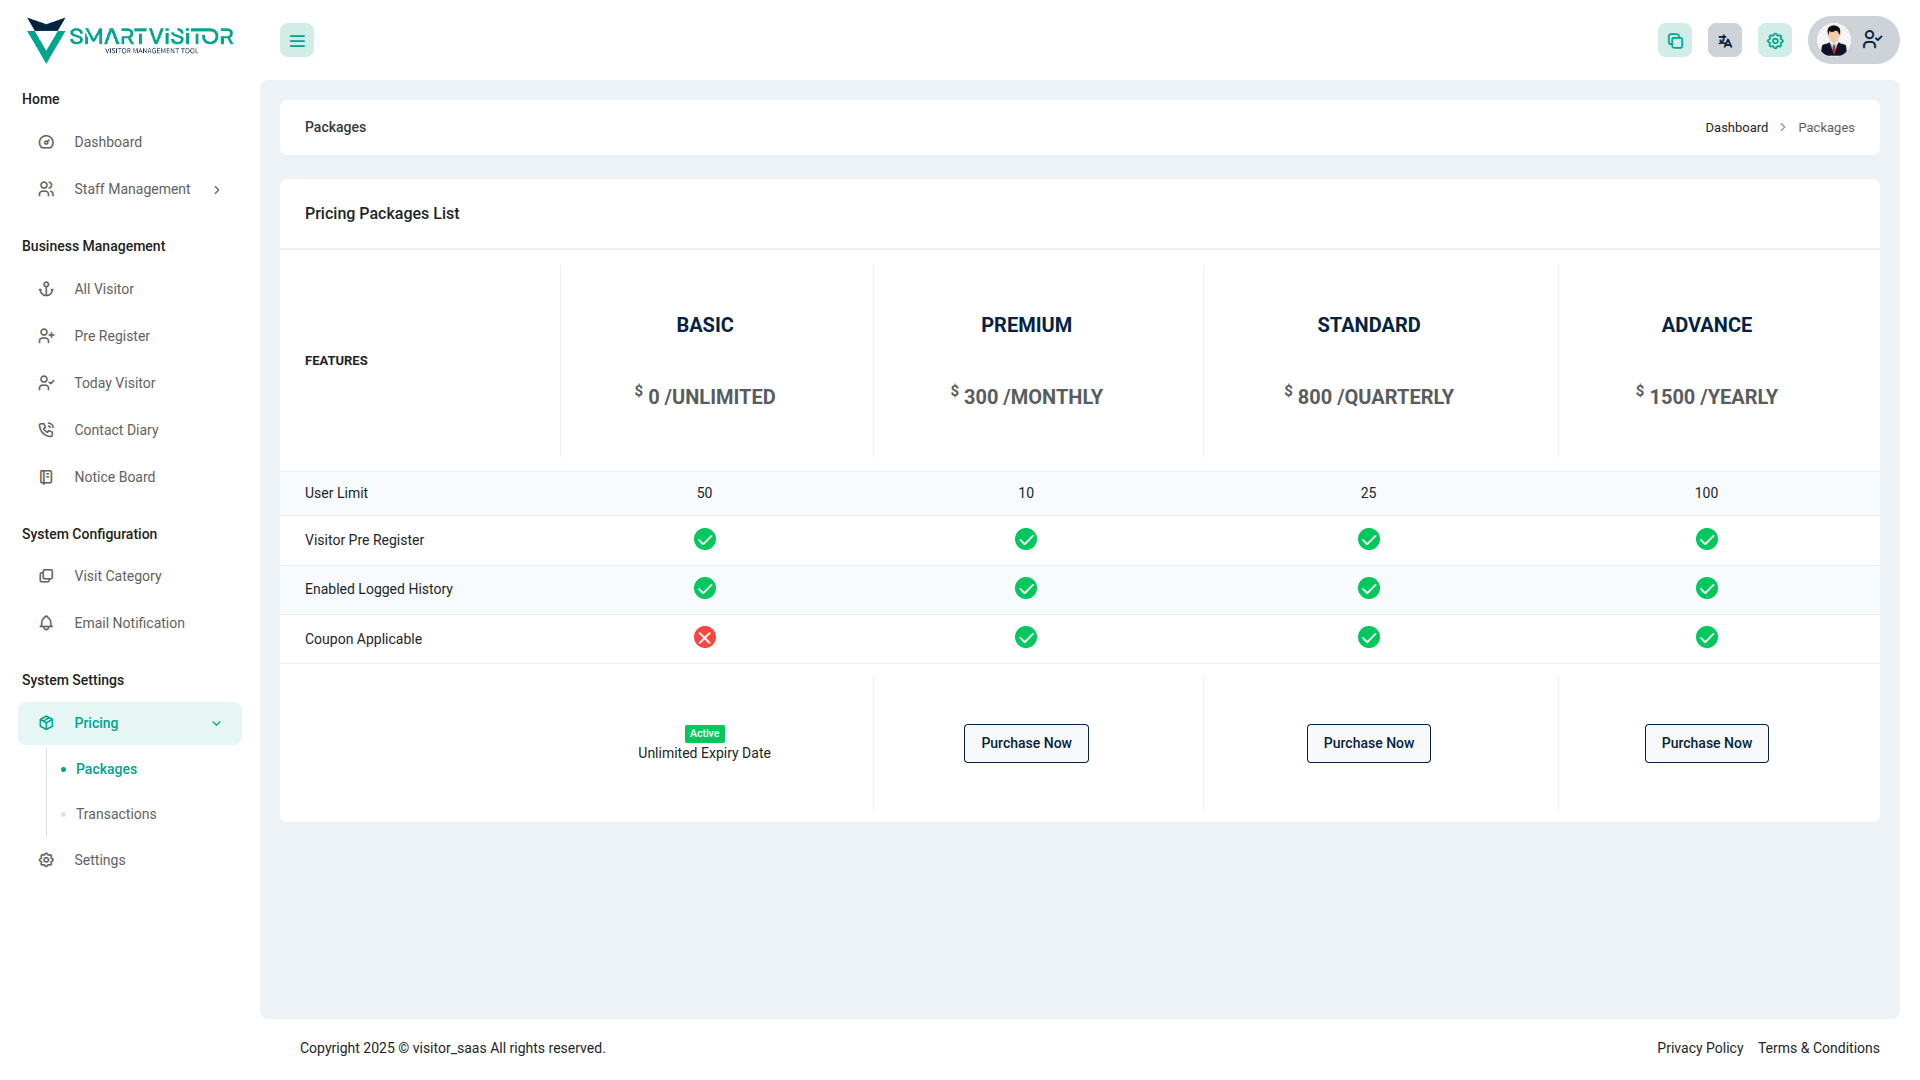 SMARTVISITOR
VISITOR MANAGEMENT TOOL
Home
Dashboard
Staff Management
Business Management
All Visitor
Pre Register
Today Visitor
Contact Diary
Notice Board
System Configuration
Visit Category
Email Notification
System Settings
Pricing
Packages
Transactions
Settings
Packages
Dashboard > Packages
Pricing Packages List
FEATURES
BASIC
$ 0 /UNLIMITED
PREMIUM
$ 300 /MONTHLY
STANDARD
$ 800 /QUARTERLY
ADVANCE
$ 1500 /YEARLY
User Limit 50 10 25 100
Visitor Pre Register
Enabled Logged History
Coupon Applicable
Active
Unlimited Expiry Date
Purchase Now Purchase Now Purchase Now
Copyright 2025 © visitor_saas All rights reserved.
Privacy Policy Terms & Conditions